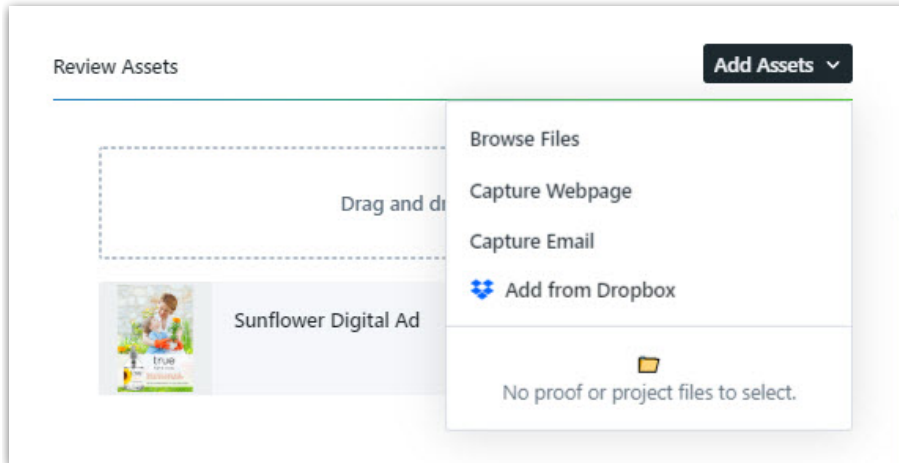 Review Assets
Add Assets
Browse Files
Capture Webpage
Drag and dr
Capture Email
Add from Dropbox
Sunflower Digital Ad
true
No proof or project files to select.